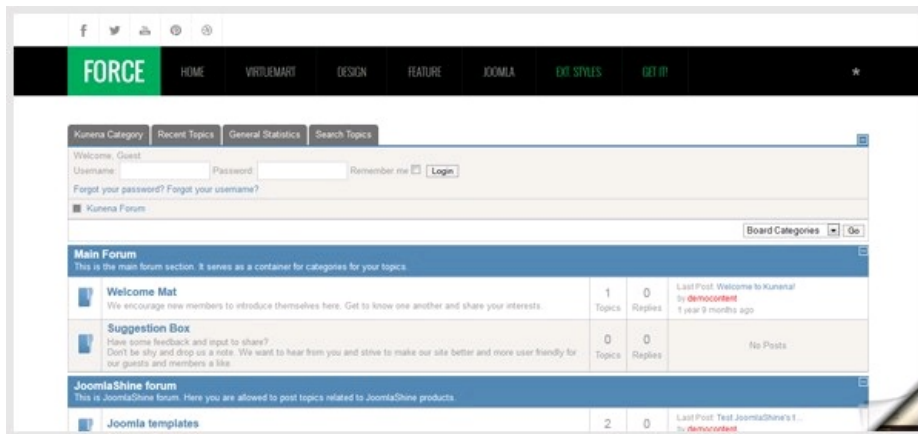 FORCE HOME VIRTUEMART DESIGN FEATURE JOOMLA EXT. STYLES GET IT!
Kunena Category Recent Topics General Statistics Search Topics
Welcome, Guest
Username: Password: Remember me Login
Forgot your password? Forgot your username?
Kunena Forum
Board Categories Go
Main Forum
This is the main forum section. It serves as a container for categories for your topics.
Welcome Mat
We encourage new members to introduce themselves here. Get to know one another and share your interests.
1 Topics
0 Replies
Last Post: Welcome to Kunena!
by democontent
1 year 9 months ago
Suggestion Box
Have some feedback and input to share?
Don't be shy and drop us a note. We want to hear from you and strive to make our site better and more user friendly for
our guests and members a like.
0 Topics
0 Replies
No Posts
JoomlaShine forum
This is JoomlaShine forum. Here you are allowed to post topics related to JoomlaShine products.
Joomla templates
2
0
Last Post: Test JoomlaShine's f...
by democontent